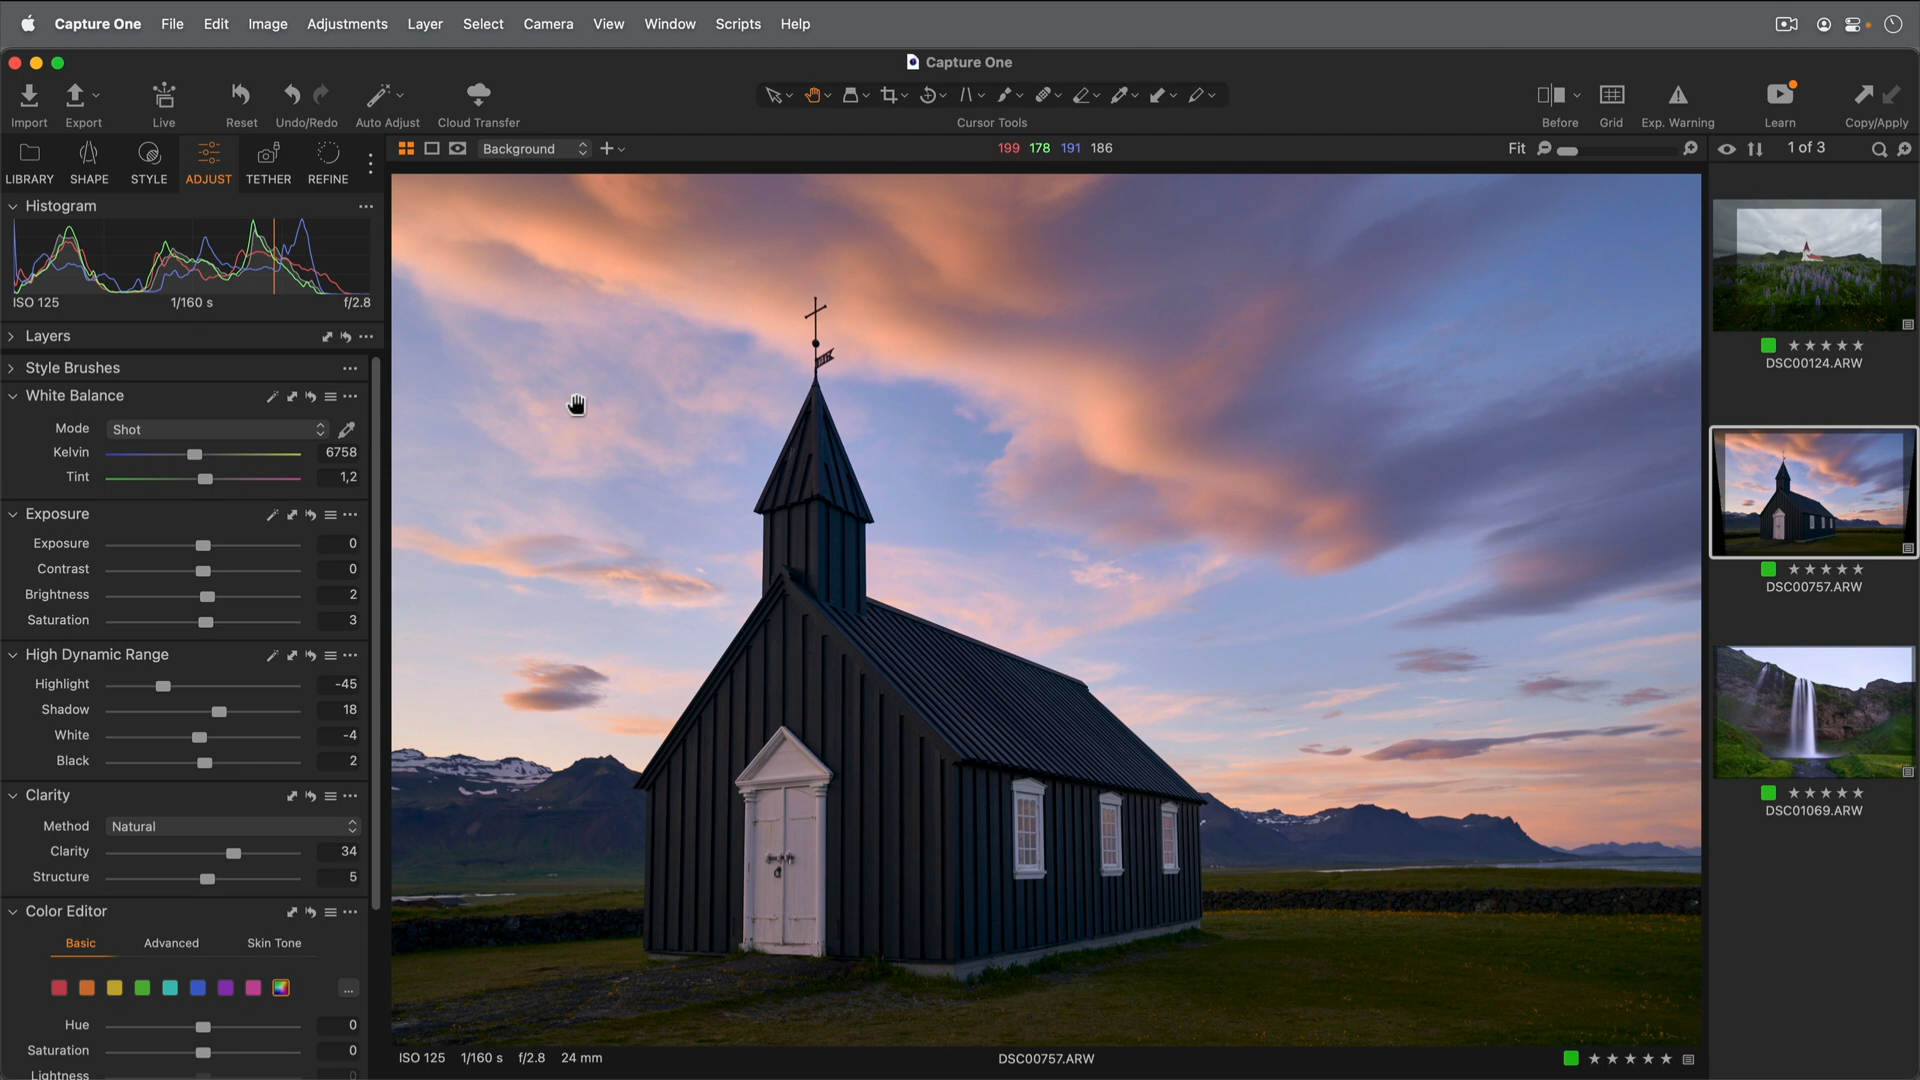 Capture One File Edit Image Adjustments Layer Select Camera View Window Scripts Help
Capture One
Import Export Live Reset Undo/Redo Auto Adjust Cloud Transfer Cursor Tools Before Grid Exp. Warning Learn Copy/Apply
LIBRARY SHAPE STYLE ADJUST TETHER REFINE
Background 199 178 191 186 Fit 1 of 3
Histogram
ISO 125 1/160 s f/2.8
Layers
Style Brushes
White Balance
Mode Shot
Kelvin 6758
Tint 1,2
Exposure
Exposure 0
Contrast 0
Brightness 2
Saturation 3
High Dynamic Range
Highlight -45
Shadow 18
White -4
Black 2
Clarity
Method Natural
Clarity 34
Structure 5
Color Editor
Basic Advanced Skin Tone
...
Hue 0
Saturation 0
Lightness 0
ISO 125 1/160 s f/2.8 24 mm DSC00757.ARW
DSC00124.ARW
DSC00757.ARW
DSC01069.ARW